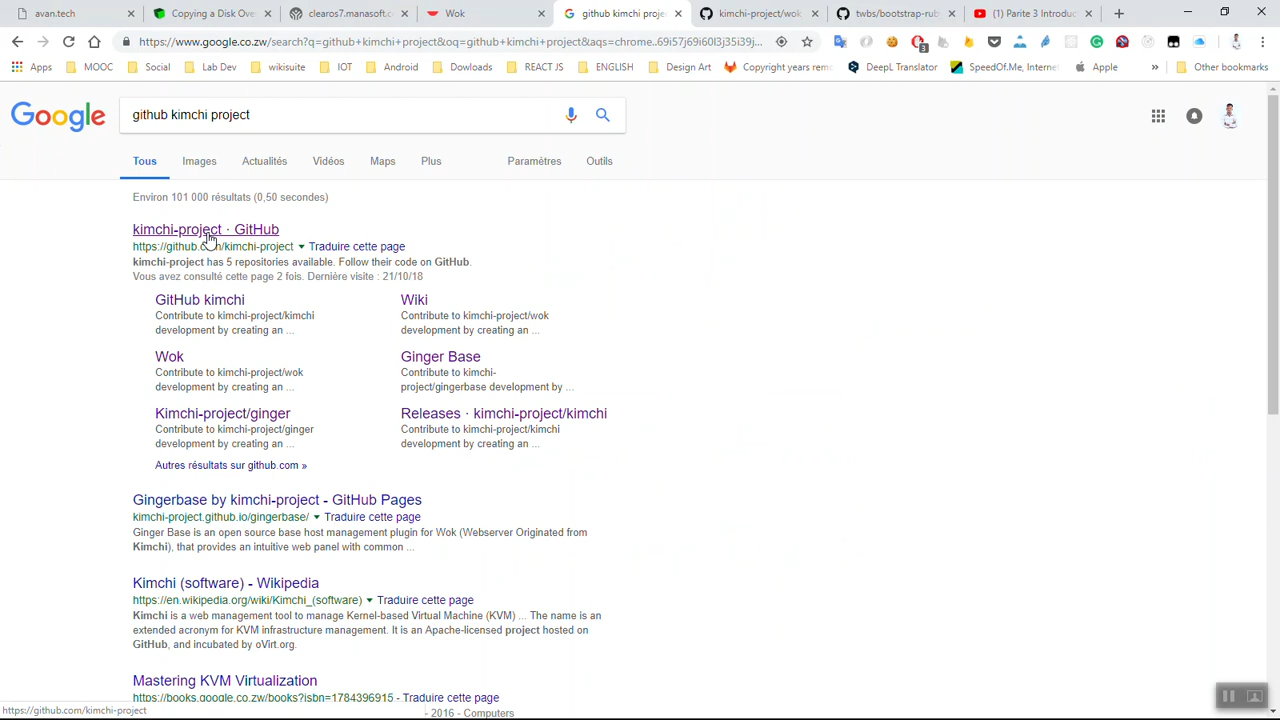 avan.tech
Copying a Disk Ove
clearos7.manasoft.c
Wok
github kimchi proje
kimchi-project/wok
twbs/bootstrap-rub
(1) Parite 3 Introduc
https://www.google.co.zw/search?q=github+kimchi+project&oq=github+kimchi+project&aqs=chrome..69i57j69i60l3j35i39j...
3
Apps
MOOC
Social
Lab Dev
wikisuite
IOT
Android
Dowloads
REACT JS
ENGLISH
Design Art
Copyright years rem
DeepL Translator
SpeedOf.Me, Internet
Apple
»
Other bookmarks
Google
github kimchi project
Tous
Images
Actualités
Vidéos
Maps
Plus
Paramètres
Outils
Environ 101 000 résultats (0,50 secondes)
kimchi-project · GitHub
https://github.com/kimchi-project ▾ Traduire cette page
kimchi-project has 5 repositories available. Follow their code on GitHub.
Vous avez consulté cette page 2 fois. Dernière visite : 21/10/18
GitHub kimchi
Contribute to kimchi-project/kimchi
development by creating an ...
Wiki
Contribute to kimchi-project/wok
development by creating an ...
Wok
Contribute to kimchi-project/wok
development by creating an ...
Ginger Base
Contribute to kimchi-
project/gingerbase development by ...
Kimchi-project/ginger
Contribute to kimchi-project/ginger
development by creating an ...
Releases · kimchi-project/kimchi
Contribute to kimchi-project/kimchi
development by creating an ...
Autres résultats sur github.com »
Gingerbase by kimchi-project - GitHub Pages
kimchi-project.github.io/gingerbase/ ▾ Traduire cette page
Ginger Base is an open source base host management plugin for Wok (Webserver Originated from
Kimchi), that provides an intuitive web panel with common ...
Kimchi (software) - Wikipedia
https://en.wikipedia.org/wiki/Kimchi_(software) ▾ Traduire cette page
Kimchi is a web management tool to manage Kernel-based Virtual Machine (KVM) ... The name is an
extended acronym for KVM infrastructure management. It is an Apache-licensed project hosted on
GitHub, and incubated by oVirt.org.
Mastering KVM Virtualization
https://books.google.co.zw/books?isbn=1784396915 - Traduire cette page
https://github.com/kimchi-project
- 2016 - Computers